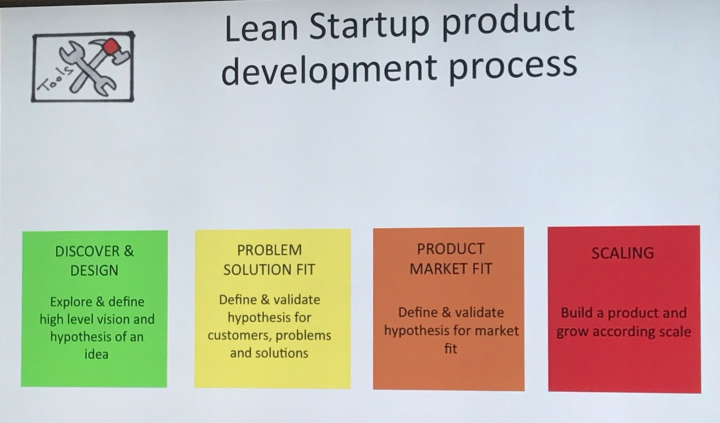 Tools
Lean Startup product
development process
DISCOVER &
DESIGN
Explore & define
high level vision and
hypothesis of an
idea
PROBLEM
SOLUTION FIT
Define & validate
hypothesis for
customers, problems
and solutions
PRODUCT
MARKET FIT
Define & validate
hypothesis for market
fit
SCALING
Build a product and
grow according scale